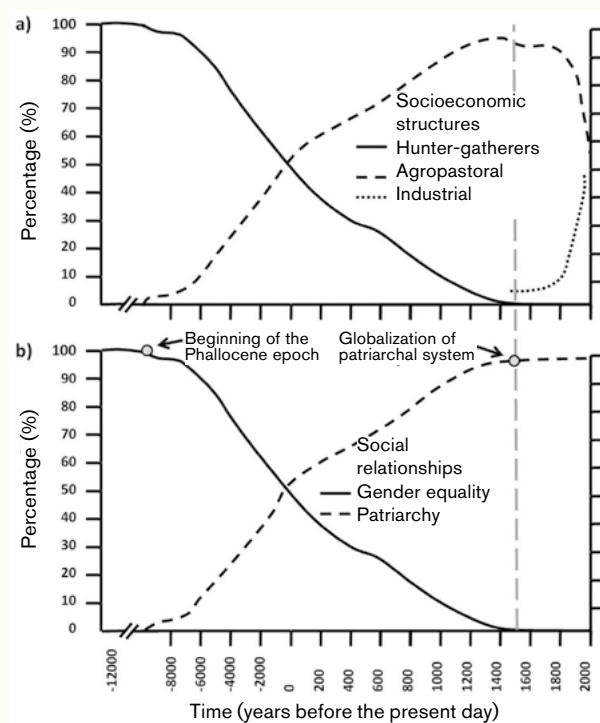 a)
100
90
80
70
60
50
40
30
20
10
0
Percentage (%)
Socioeconomic
structures
Hunter-gatherers
Agropastoral
Industrial
b)
Beginning of the
Phallocene epoch
Globalization of
patriarchal system
100
90
80
70
60
50
40
30
20
10
0
Percentage (%)
Social
relationships
Gender equality
Patriarchy
-12000
-8000
-6000
-4000
-2000
0
200
400
600
800
1000
1200
1400
1600
1800
2000
Time (years before the present day)